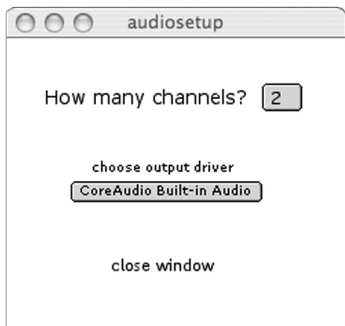 audiosetup
How many channels? 2
choose output driver
CoreAudio Built-in Audio
close window